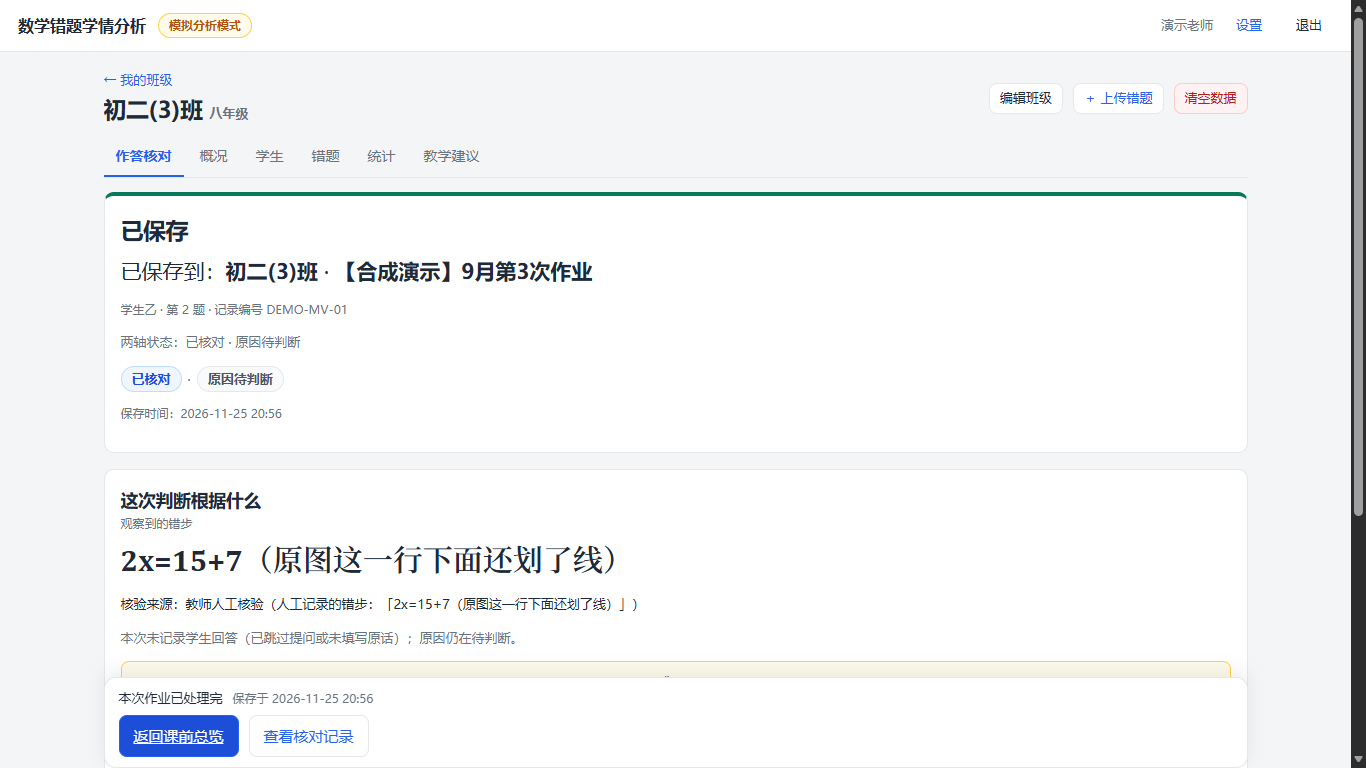 数学错题学情分析 模拟分析模式 演示老师 设置 退出
← 我的班级
初二(3)班 八年级
编辑班级 + 上传错题 清空数据
作答核对 概况 学生 错题 统计 教学建议
已保存
已保存到：初二(3)班 · 【合成演示】9月第3次作业
学生乙 · 第 2 题 · 记录编号 DEMO-MV-01
两轴状态：已核对 · 原因待判断
已核对 · 原因待判断
保存时间：2026-11-25 20:56
这次判断根据什么
观察到的错步
2x=15+7（原图这一行下面还划了线）
核验来源：教师人工核验（人工记录的错步：「2x=15+7（原图这一行下面还划了线）」）
本次未记录学生回答（已跳过提问或未填写原话）；原因仍在待判断。
本次作业已处理完 保存于 2026-11-25 20:56
返回课前总览 查看核对记录